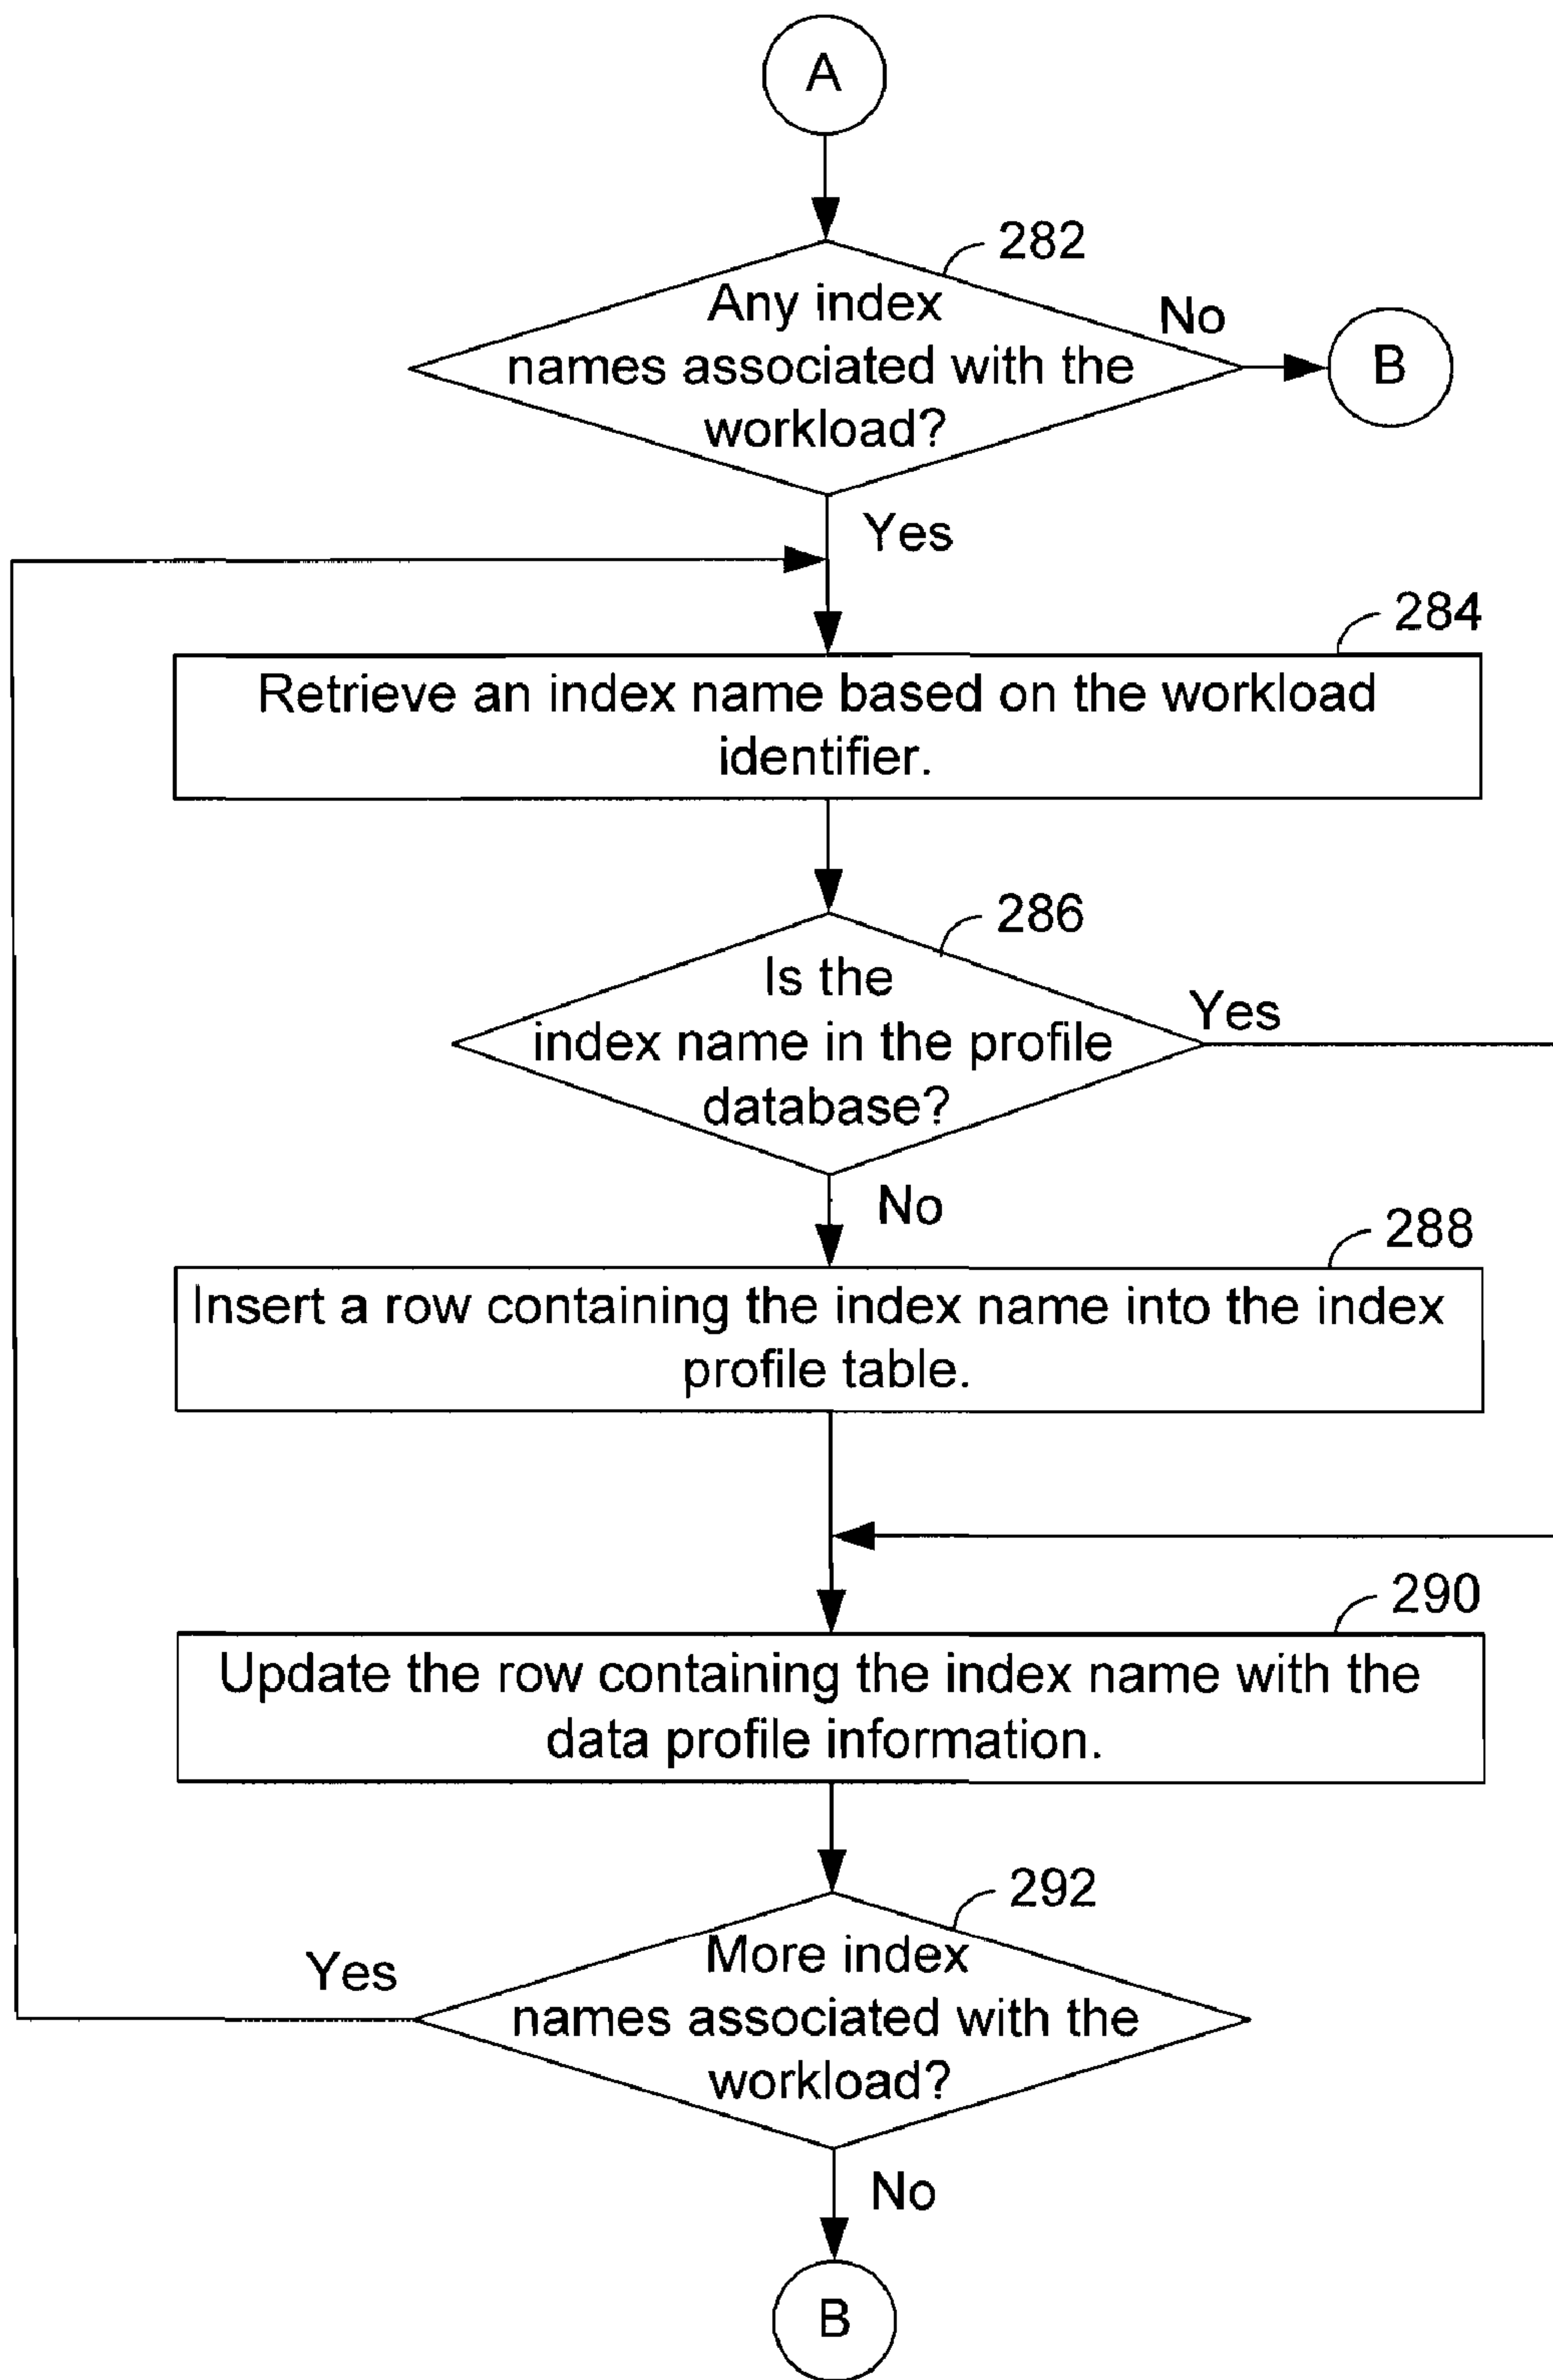 A
282
Any index
names associated with the
workload?
No
B
Yes
284
Retrieve an index name based on the workload
identifier.
286
Is the
index name in the profile
database?
Yes
No
288
Insert a row containing the index name into the index
profile table.
290
Update the row containing the index name with the
data profile information.
292
More index
names associated with the
workload?
Yes
No
B